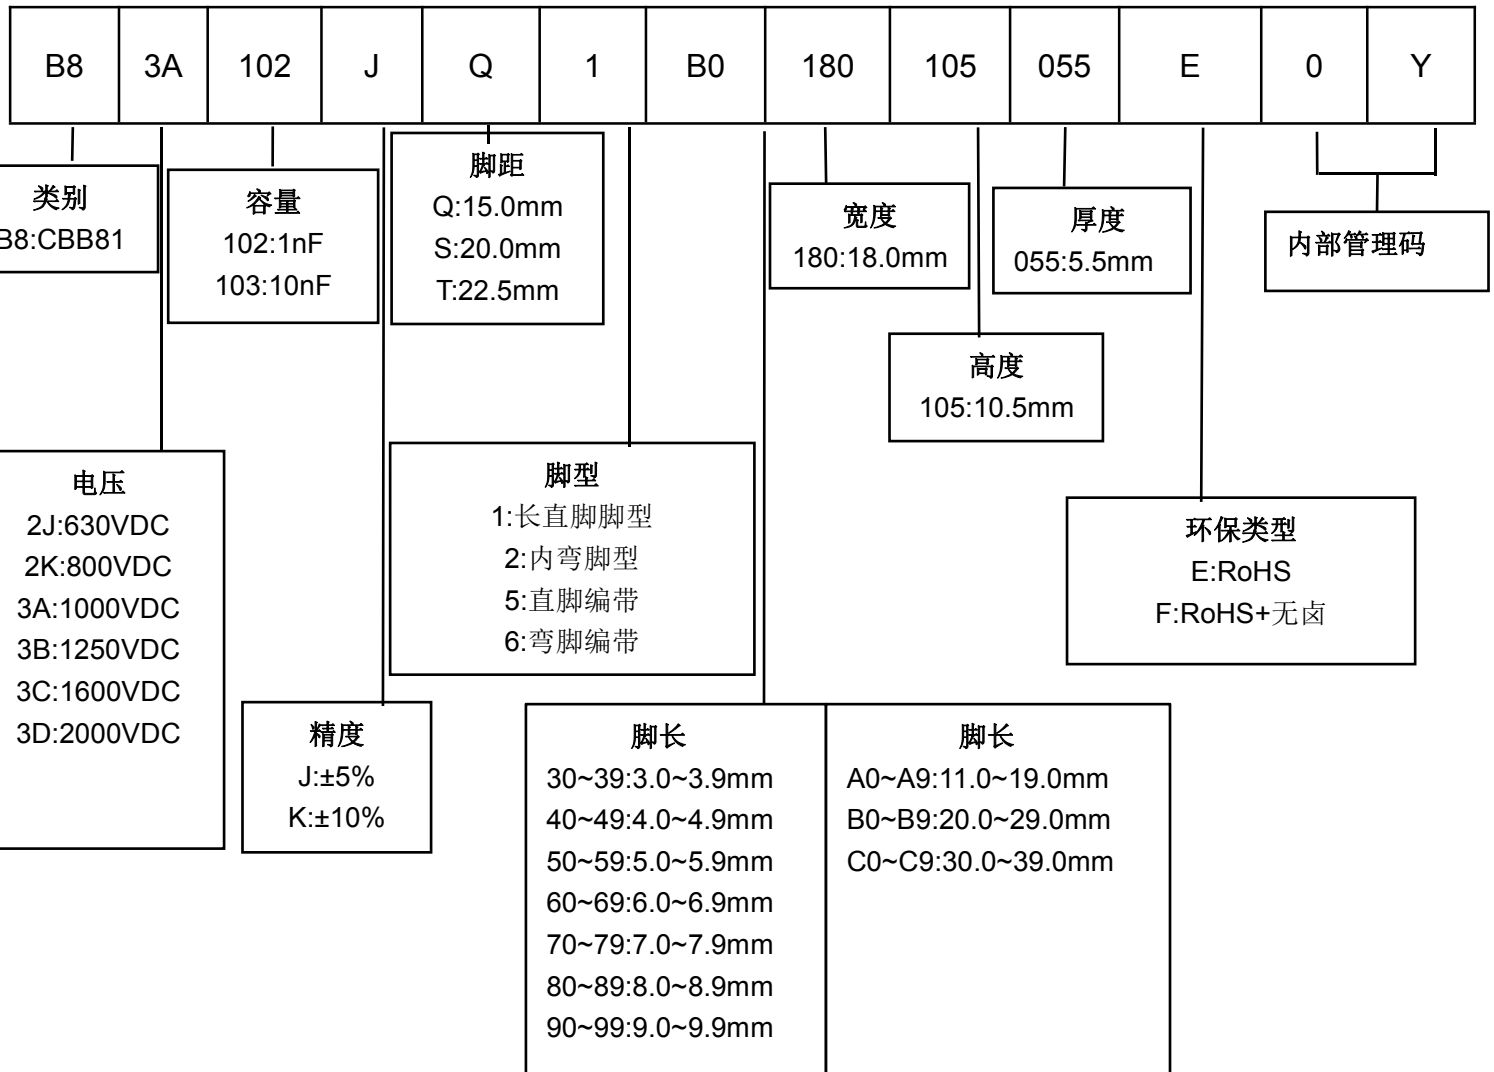 B8 3A 102 J Q 1 B0 180 105 055 E 0 Y
类别
B8:CBB81
容量
102:1nF
103:10nF
脚距
Q:15.0mm
S:20.0mm
T:22.5mm
宽度
180:18.0mm
厚度
055:5.5mm
内部管理码
高度
105:10.5mm
电压
2J:630VDC
2K:800VDC
3A:1000VDC
3B:1250VDC
3C:1600VDC
3D:2000VDC
脚型
1:长直脚脚型
2:内弯脚型
5:直脚编带
6:弯脚编带
环保类型
E:RoHS
F:RoHS+无卤
精度
J:±5%
K:±10%
脚长
30~39:3.0~3.9mm
40~49:4.0~4.9mm
50~59:5.0~5.9mm
60~69:6.0~6.9mm
70~79:7.0~7.9mm
80~89:8.0~8.9mm
90~99:9.0~9.9mm
脚长
A0~A9:11.0~19.0mm
B0~B9:20.0~29.0mm
C0~C9:30.0~39.0mm